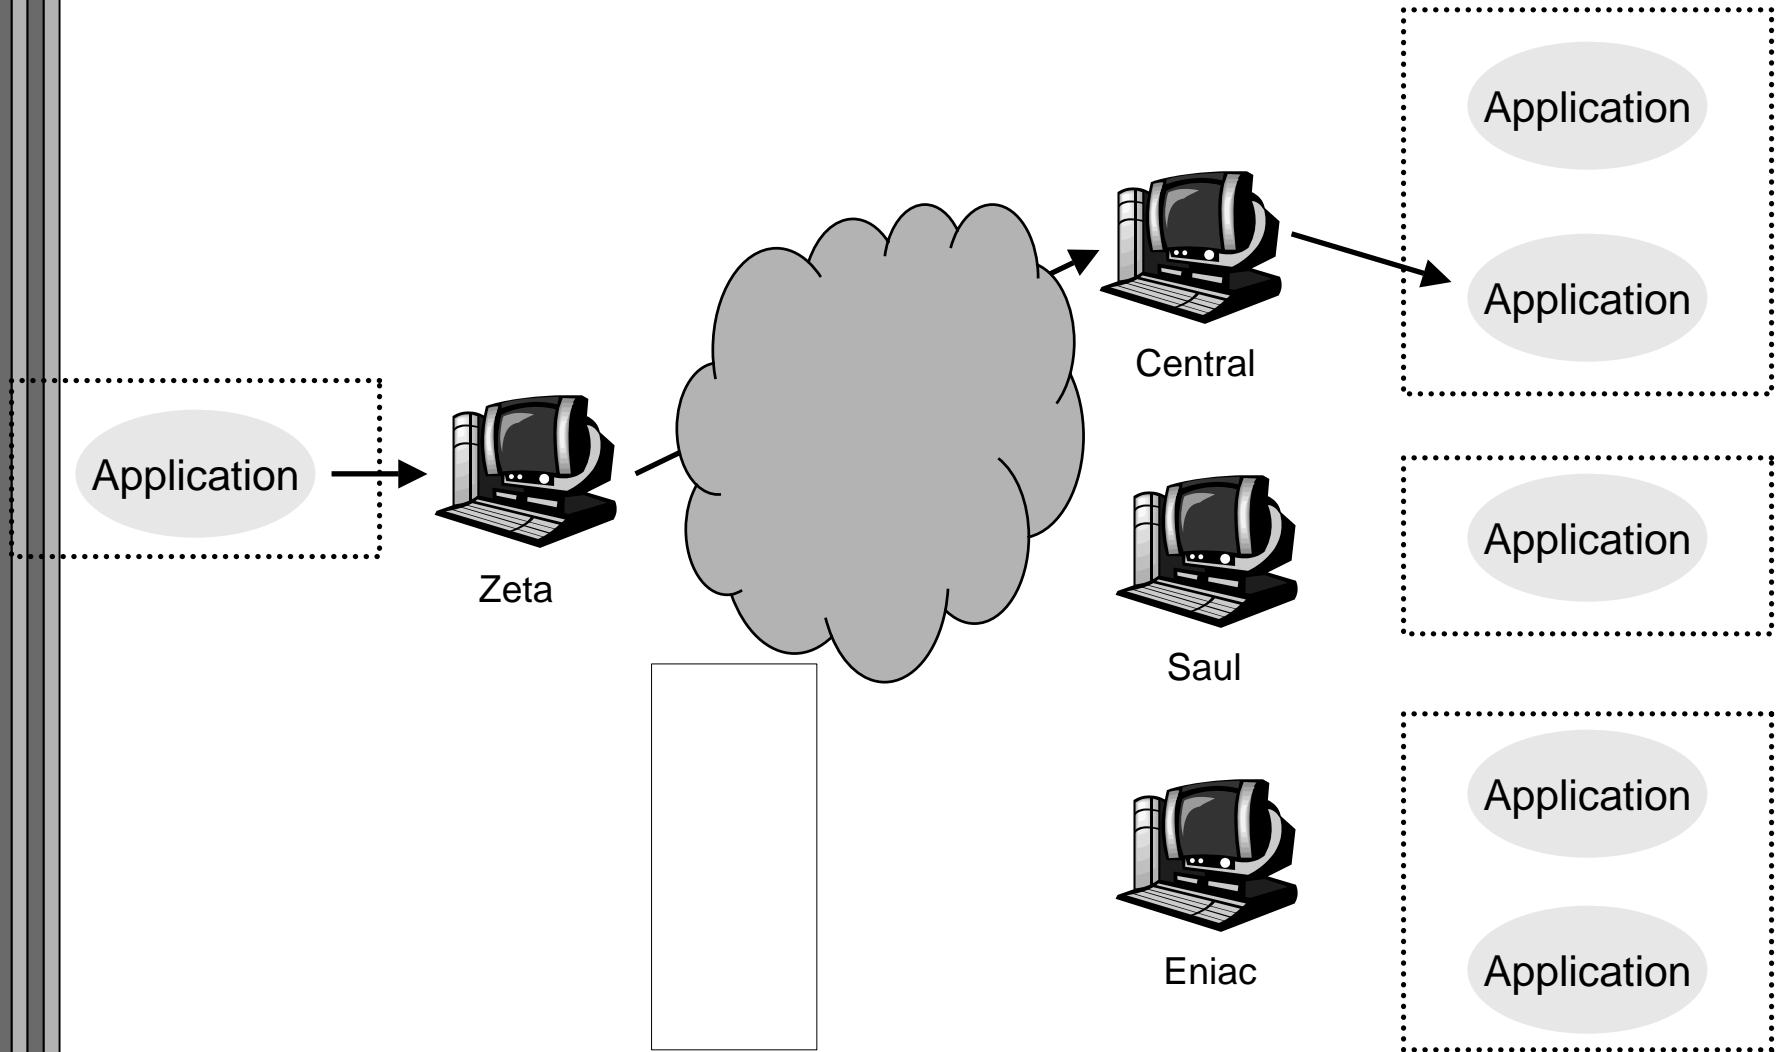 Application
Application
Central
Application
Zeta
Application
Saul
Application
Eniac
Application